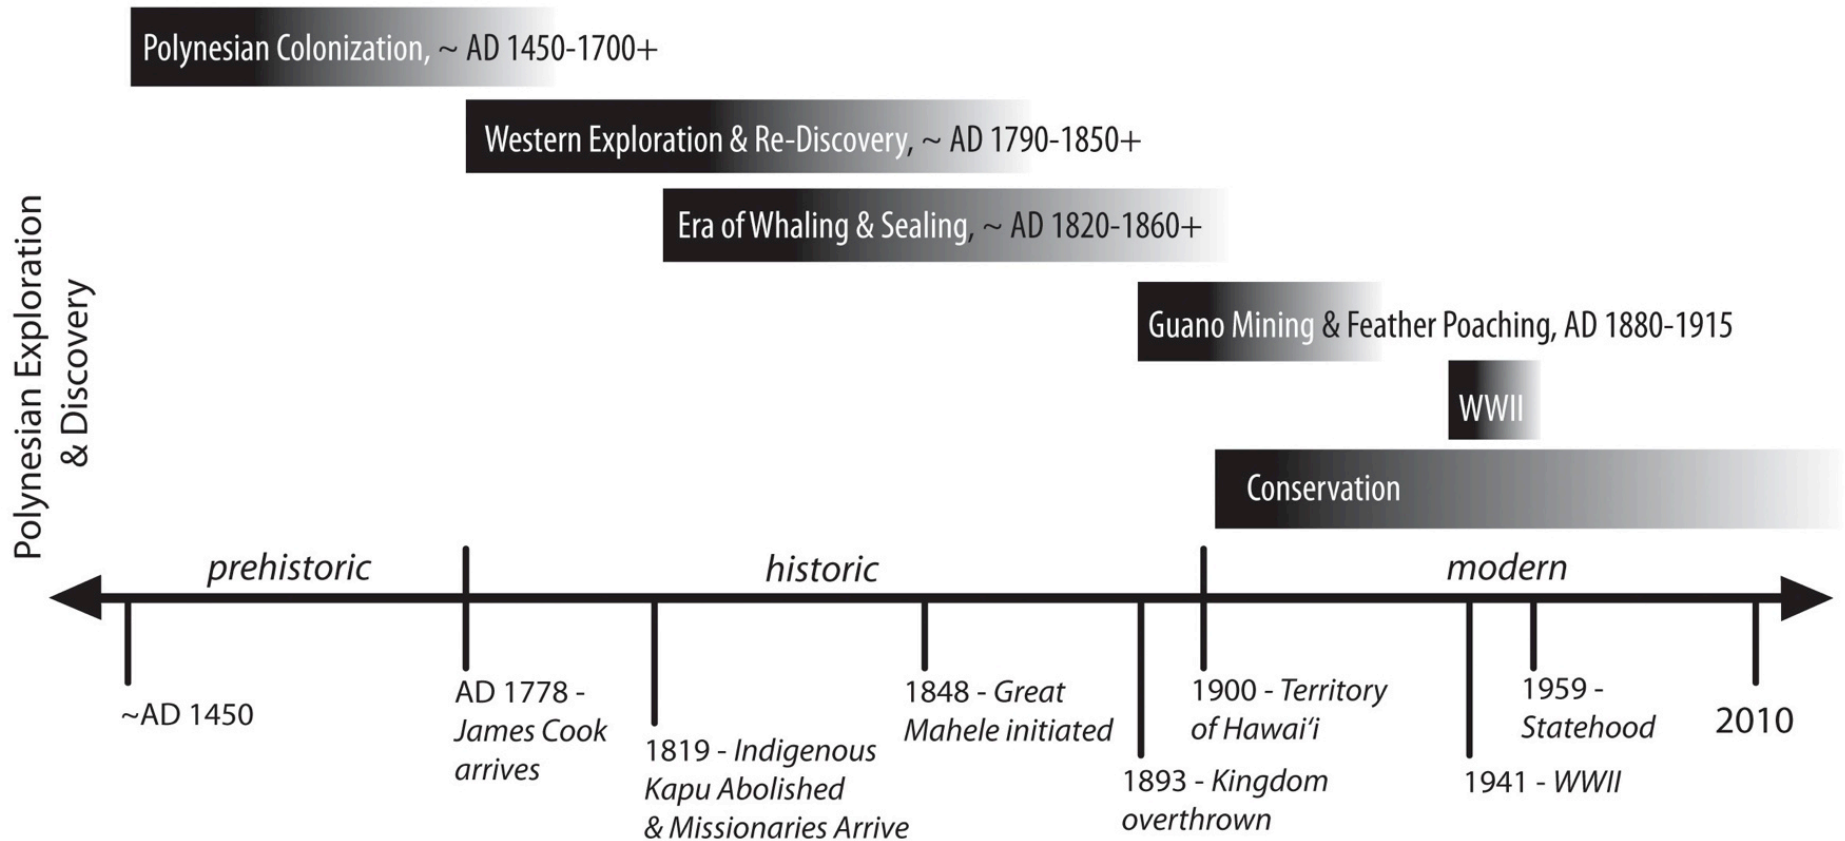 Polynesian Colonization, ~ AD 1450-1700+
Western Exploration & Re-Discovery, ~ AD 1790-1850+
Era of Whaling & Sealing, ~ AD 1820-1860+
Guano Mining & Feather Poaching, AD 1880-1915
WWII
Conservation
Polynesian Exploration
& Discovery
prehistoric
historic
modern
~AD 1450
AD 1778 -
James Cook
arrives
1819 - Indigenous
Kapu Abolished
& Missionaries Arrive
1848 - Great
Mahele initiated
1893 - Kingdom
overthrown
1900 - Territory
of Hawai‘i
1941 - WWII
1959 -
Statehood
2010